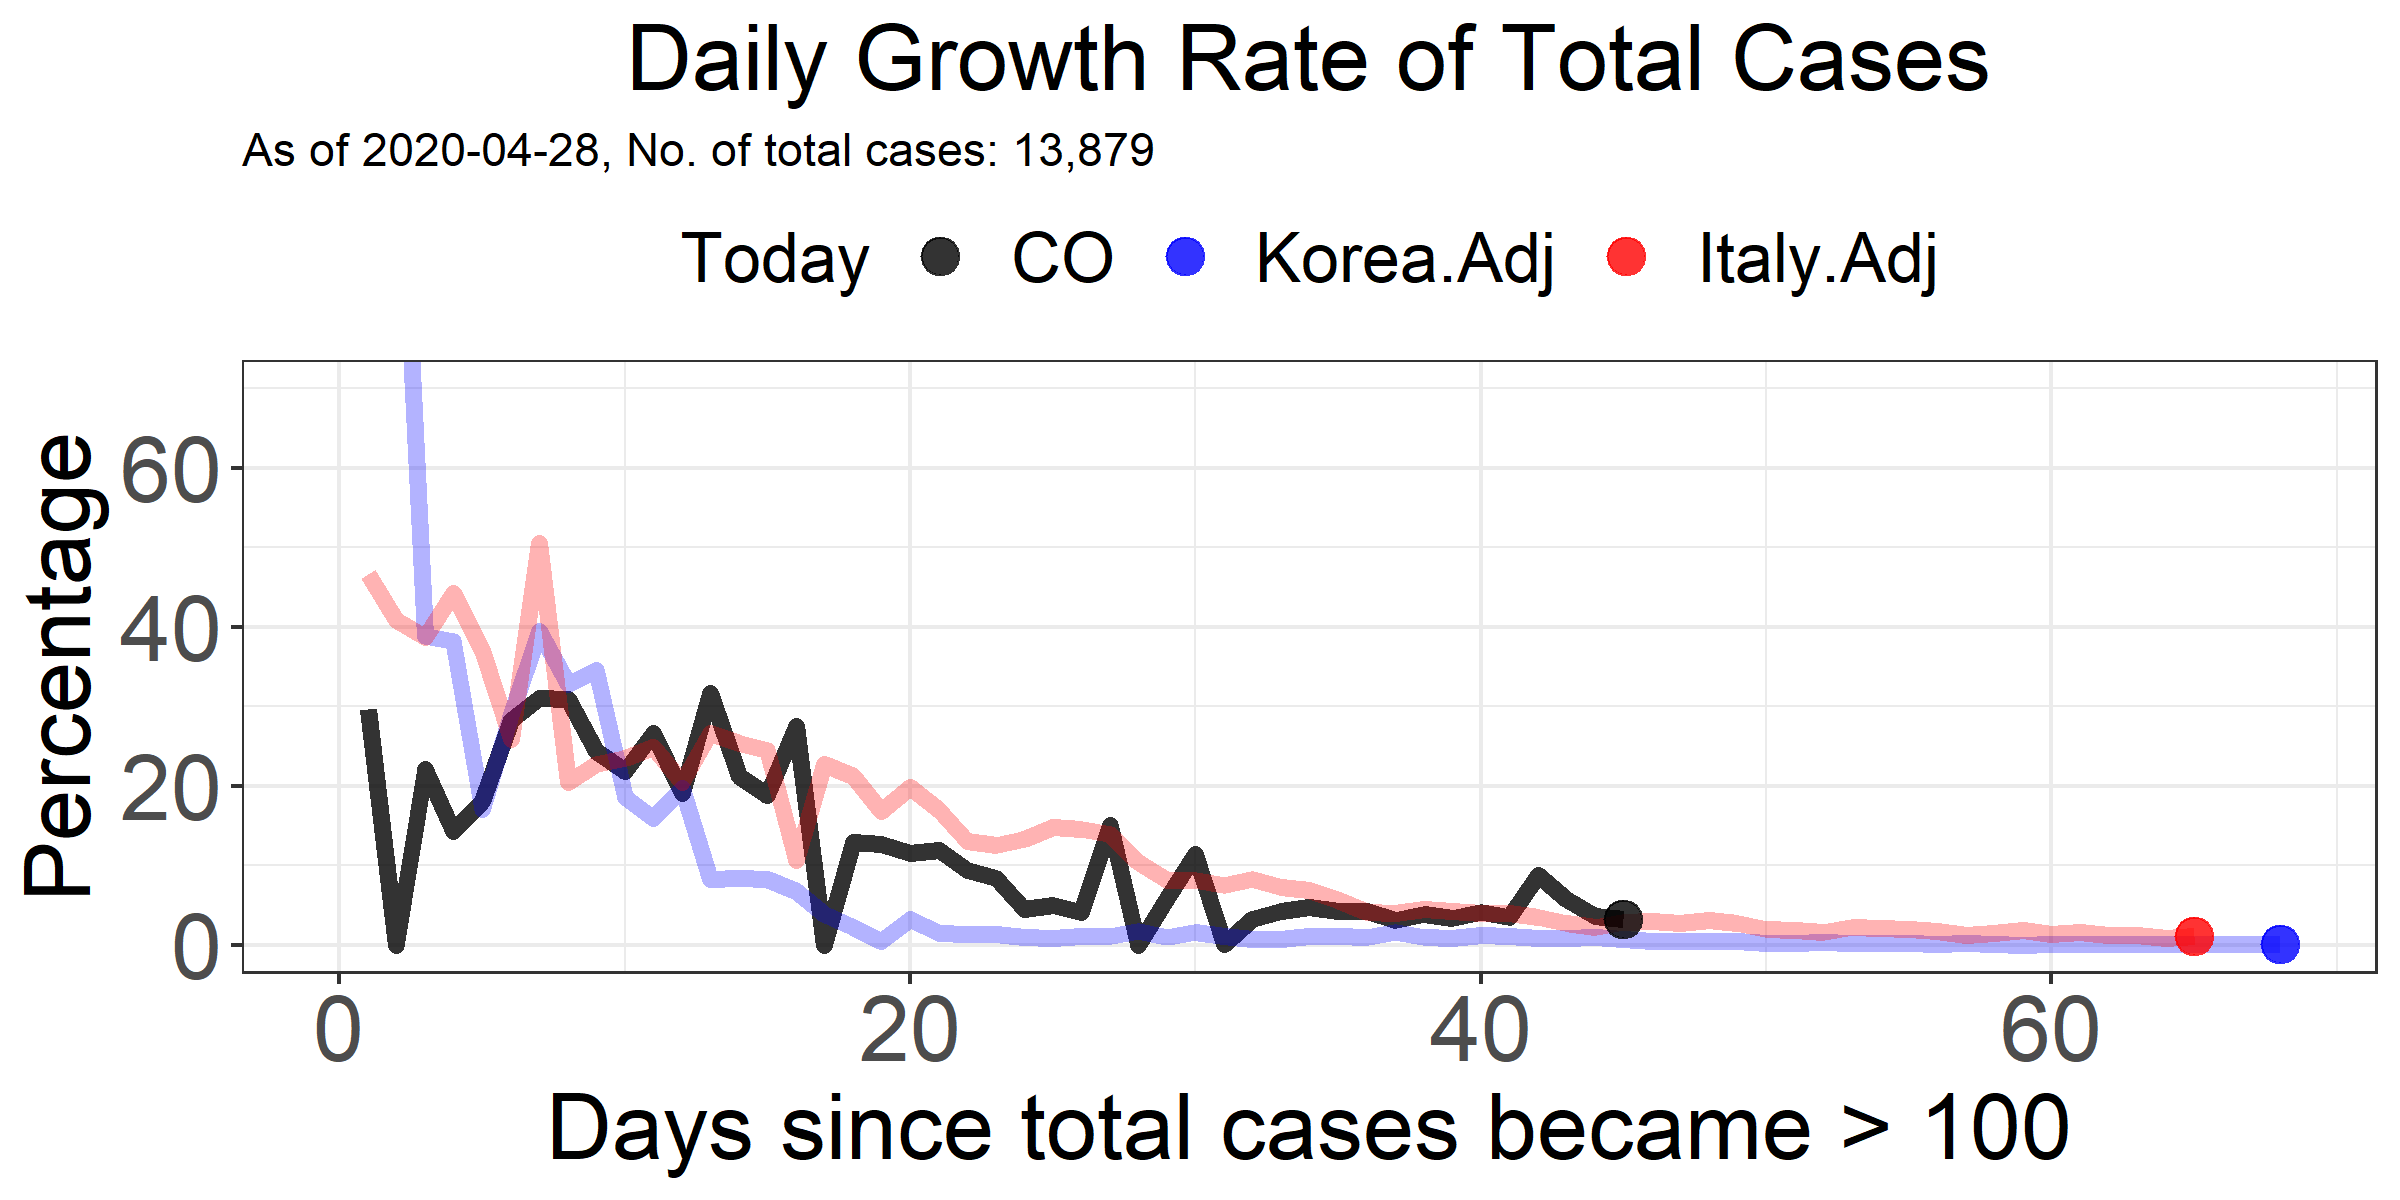 Daily Growth Rate of Total Cases
As of 2020-04-28, No. of total cases: 13,879
Today CO Korea.Adj Italy.Adj
Percentage
60
40
20
0
0 20 40 60
Days since total cases became > 100